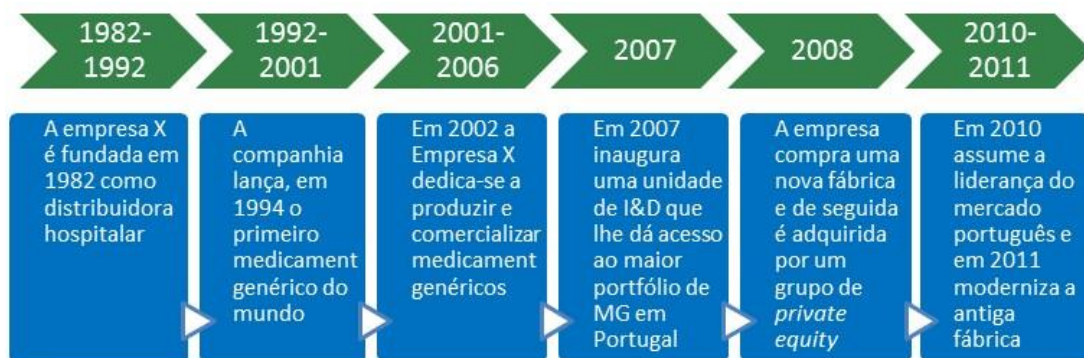 1982-
1992
1992-
2001
2001-
2006
2007
2008
2010-
2011
A empresa X
é fundada em
1982 como
distribuidora
hospitalar
A
companhia
lança, em
1994 o
primeiro
medicament
genérico do
mundo
Em 2002 a
Empresa X
dedica-se a
produzir e
comercializar
medicament
genéricos
Em 2007
inaugura
uma unidade
de I&D que
lhe dá acesso
ao maior
portfólio de
MG em
Portugal
A empresa
compra uma
nova fábrica
e de seguida
é adquirida
por um
grupo de
private
equity
Em 2010
assume a
liderança do
mercado
português e
em 2011
moderniza a
antiga
fábrica